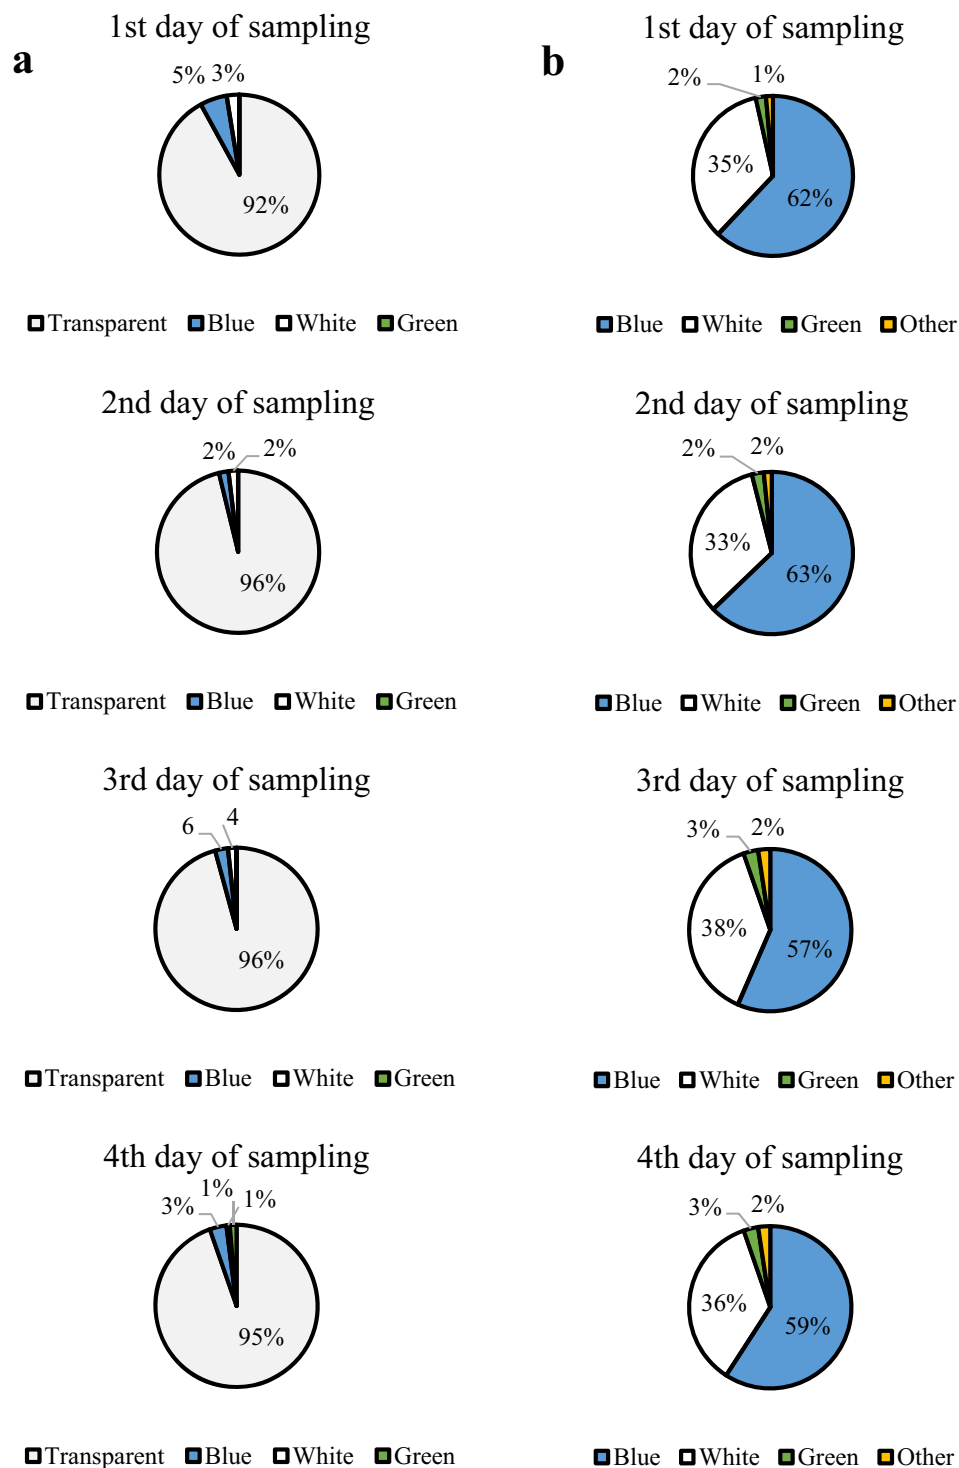 a
1st day of sampling
5% 3%
92%
Transparent Blue White Green
2nd day of sampling
2% 2%
96%
Transparent Blue White Green
3rd day of sampling
6 4
96%
Transparent Blue White Green
4th day of sampling
3% 1% 1%
95%
Transparent Blue White Green
b
1st day of sampling
2% 1%
35%
62%
Blue White Green Other
2nd day of sampling
2% 2%
33%
63%
Blue White Green Other
3rd day of sampling
3% 2%
38%
57%
Blue White Green Other
4th day of sampling
3% 2%
36%
59%
Blue White Green Other